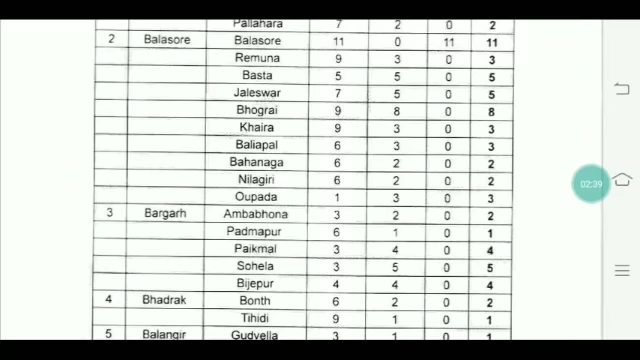 Pallahara 7 2 0 2
2 Balasore Balasore 11 0 11 11
Remuna 9 3 0 3
Basta 5 5 0 5
Jaleswar 7 5 0 5
Bhograi 9 8 0 8
Khaira 9 3 0 3
Baliapal 6 3 0 3
Bahanaga 6 2 0 2
Nilagiri 6 2 0 2
Oupada 1 3 0 3
3 Bargarh Ambabhona 3 2 0 2
Padmapur 6 1 0 1
Paikmal 3 4 0 4
Sohela 3 5 0 5
Bijepur 4 4 0 4
4 Bhadrak Bonth 6 2 0 2
Tihidi 9 1 0 1
5 Balangir Gudvella 3 1 0 1
02:39